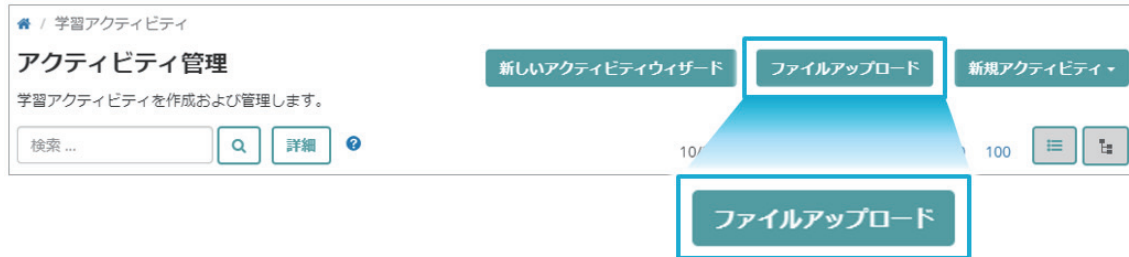 / 学習アクティビティ
アクティビティ管理
新しいアクティビティウィザード
ファイルアップロード
新規アクティビティ
学習アクティビティを作成および管理します。
検索 ...
詳細
10/
100
ファイルアップロード